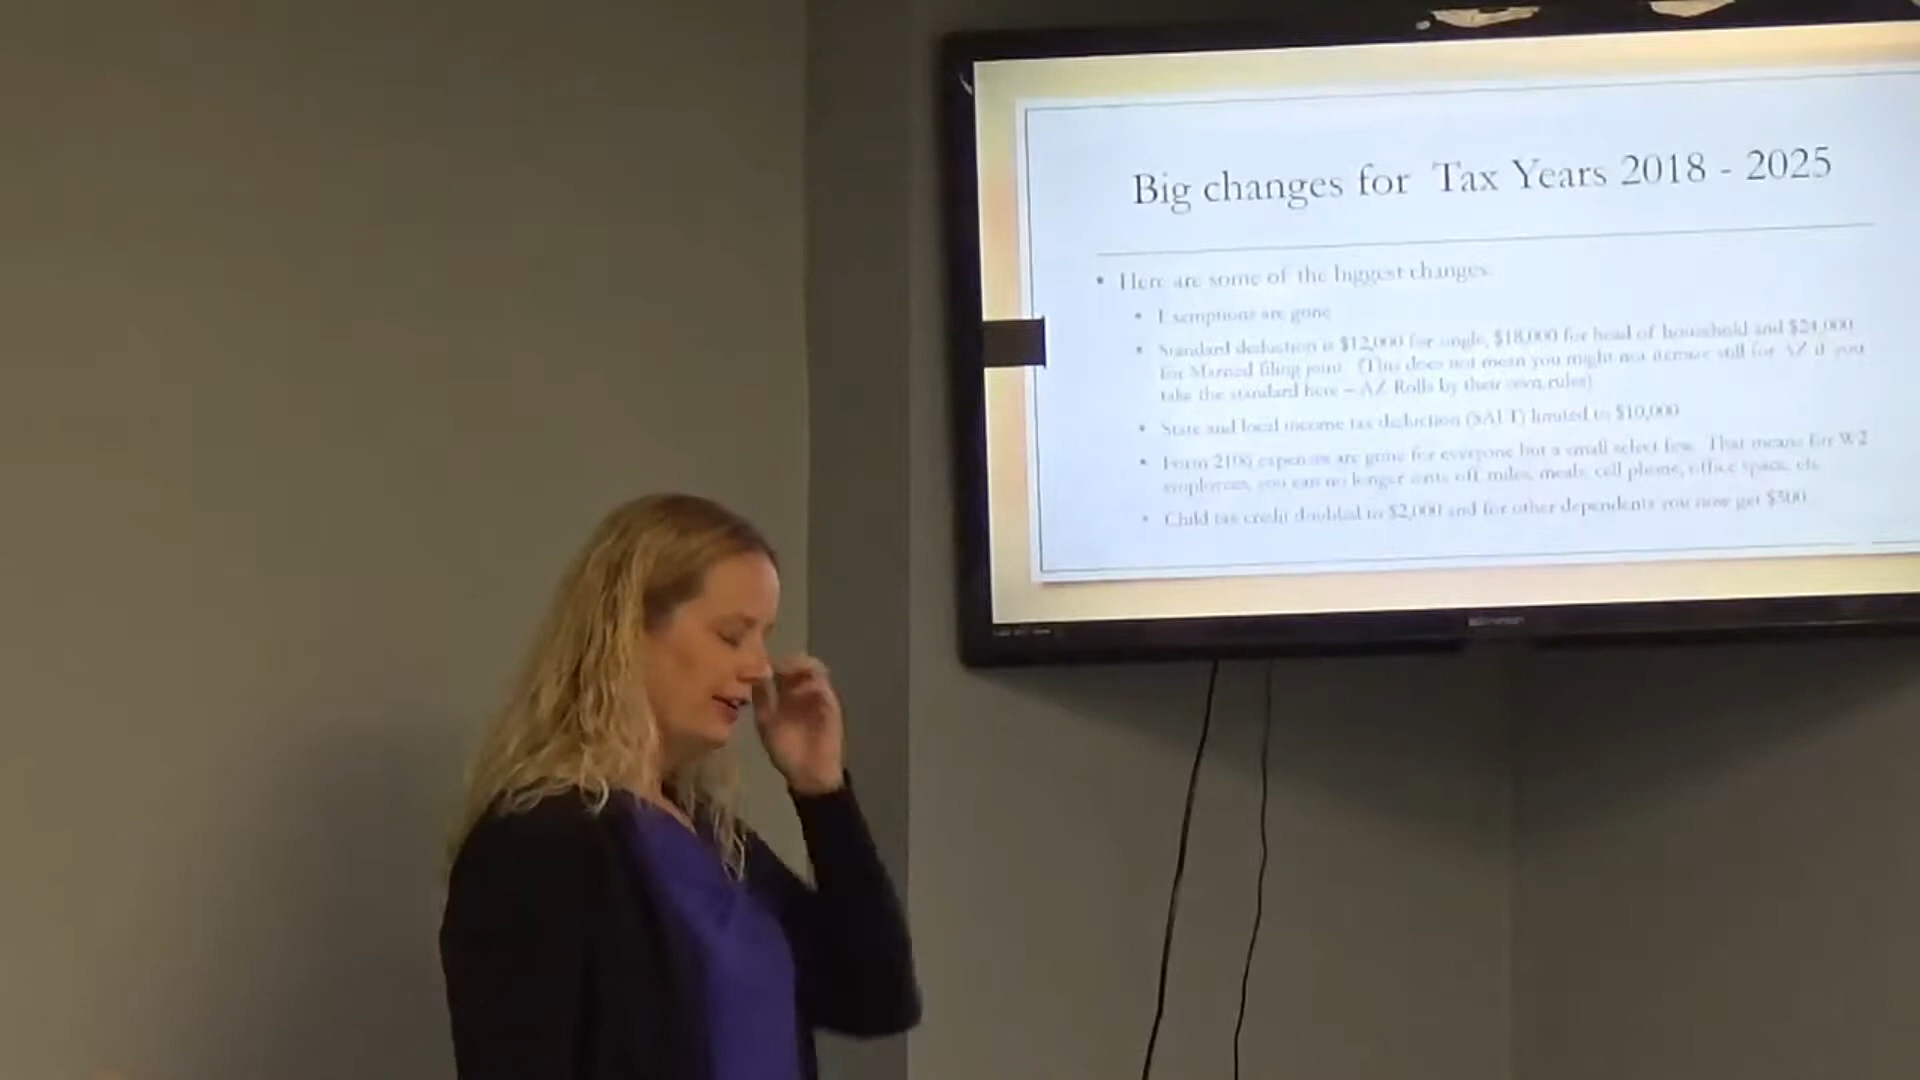 Big changes for Tax Years 2018 - 2025
• Here are some of the biggest changes:
• Exemptions are gone
• Standard deduction is $12,000 for single, $18,000 for head of household and $24,000
for Married filing joint. (This does not mean you might not itemize still for AZ if you
take the standard here – AZ Rolls by their own rules)
• State and local income tax deduction (SALT) limited to $10,000
• Form 2106 expenses are gone for everyone but a small select few. That means for W2
employees, you can no longer write off miles, meals, cell phone, office space, etc.
• Child tax credit doubled to $2,000 and for other dependents you now get $500